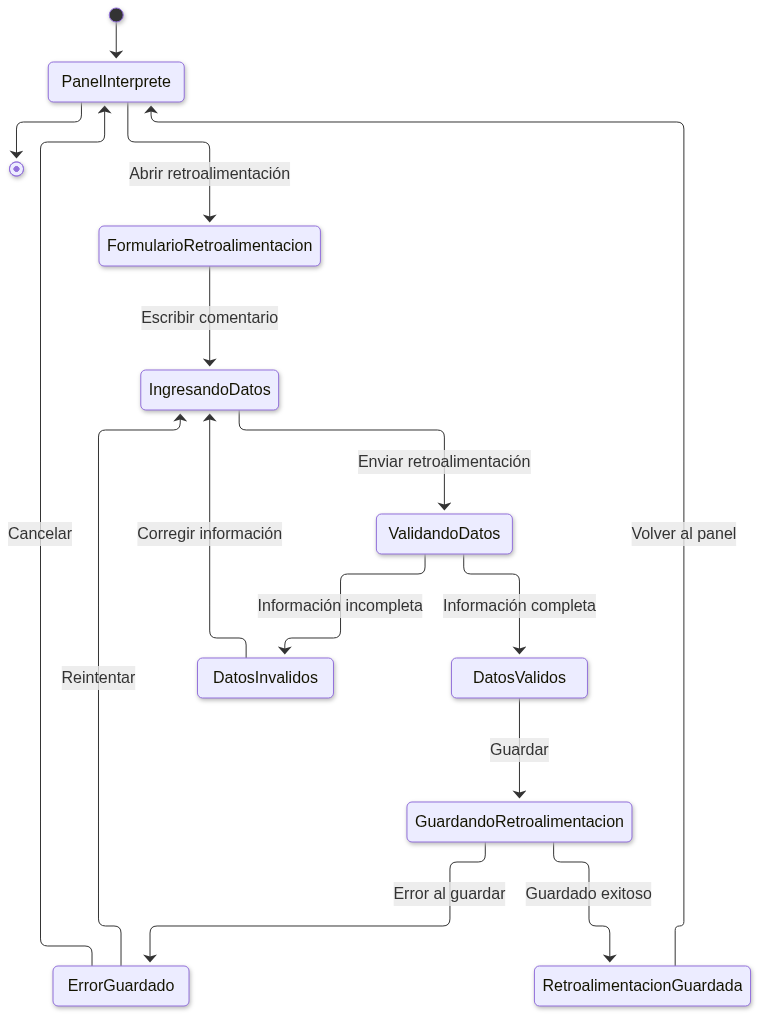 PanelInterprete
Abrir retroalimentación
FormularioRetroalimentacion
Escribir comentario
IngresandoDatos
Enviar retroalimentación
Cancelar
Corregir información
ValidandoDatos
Volver al panel
Información incompleta
Información completa
Reintentar
DatosInvalidos
DatosValidos
Guardar
GuardandoRetroalimentacion
Error al guardar
Guardado exitoso
ErrorGuardado
RetroalimentacionGuardada